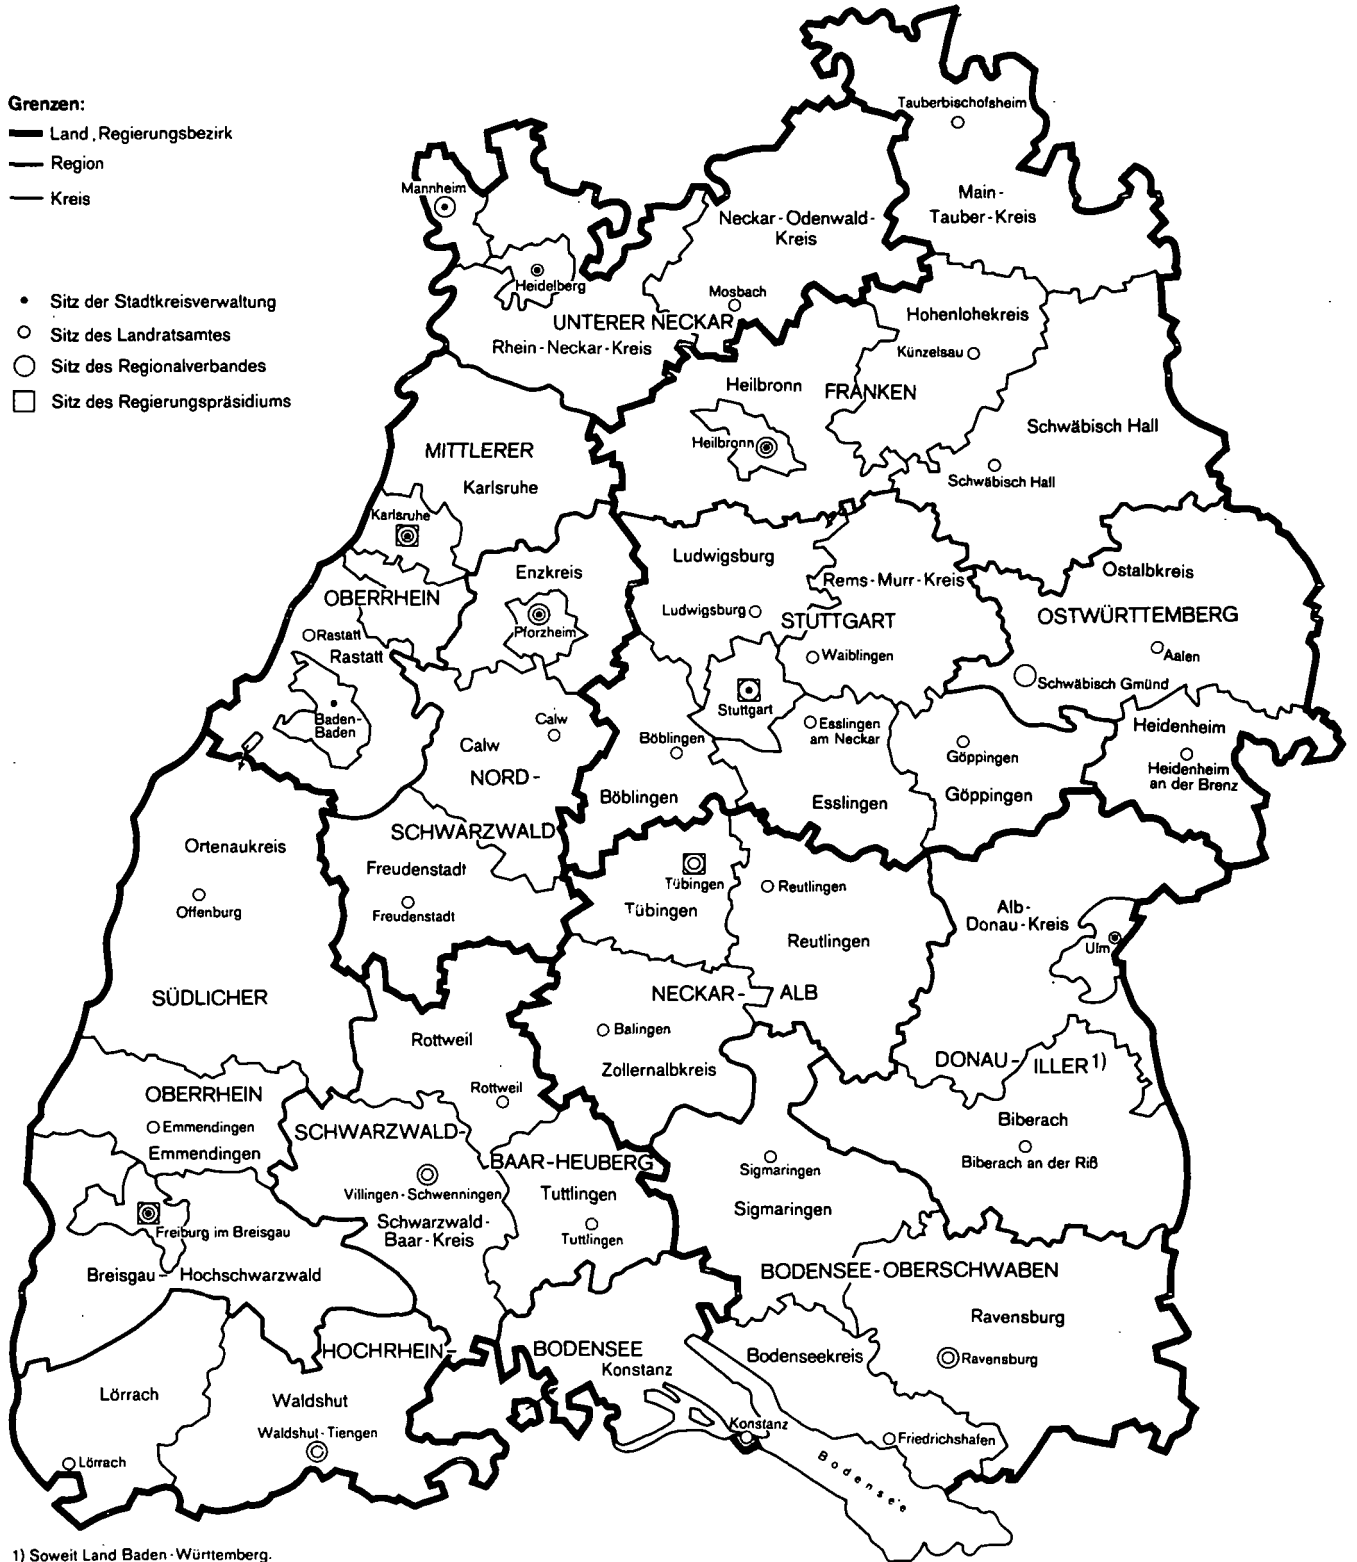 Grenzen:
Land, Regierungsbezirk
Region
Kreis
Sitz der Stadtkreisverwaltung
Sitz des Landratsamtes
Sitz des Regionalverbandes
Sitz des Regierungspräsidiums
Tauberbischofsheim
Main-
Tauber-Kreis
Mannheim
Neckar-Odenwald-
Kreis
Heidelberg
Mosbach
UNTERER NECKAR
Rhein-Neckar-Kreis
Hohenlohekreis
Künzelsau
Heilbronn
FRANKEN
Heilbronn
Schwäbisch Hall
Schwäbisch Hall
MITTLERER
Karlsruhe
Karlsruhe
Enzkreis
Ludwigsburg
Rems-Murr-Kreis
Ostalbkreis
OBERRHEIN
Ludwigsburg
STUTTGART
OSTWÜRTTEMBERG
Pforzheim
Rastatt
Rastatt
Waiblingen
Aalen
Schwäbisch Gmünd
Stuttgart
Baden-
Baden
Calw
Calw
NORD-
Böblingen
Böblingen
Esslingen
am Neckar
Esslingen
Göppingen
Göppingen
Heidenheim
Heidenheim
an der Brenz
SCHWARZWALD
Ortenaukreis
Freudenstadt
Freudenstadt
Offenburg
Tübingen
Tübingen
Reutlingen
Reutlingen
Alb-
Donau-Kreis
Ulm
SÜDLICHER
NECKAR-ALB
Rottweil
Balingen
Zollernalbkreis
DONAU-ILLER 1)
OBERRHEIN
Rottweil
Emmendingen
Emmendingen
SCHWARZWALD-
BAAR-HEUBERG
Biberach
Biberach an der Riß
Sigmaringen
Sigmaringen
Villingen-Schwenningen
Tuttlingen
Tuttlingen
Schwarzwald-
Baar-Kreis
Freiburg im Breisgau
Breisgau-Hochschwarzwald
BODENSEE-OBERSCHWABEN
Ravensburg
Ravensburg
HOCHRHEIN-
BODENSEE
Konstanz
Bodenseekreis
Lörrach
Waldshut
Waldshut-Tiengen
Konstanz
Friedrichshafen
Lörrach
Bodensee
1) Soweit Land Baden-Württemberg.